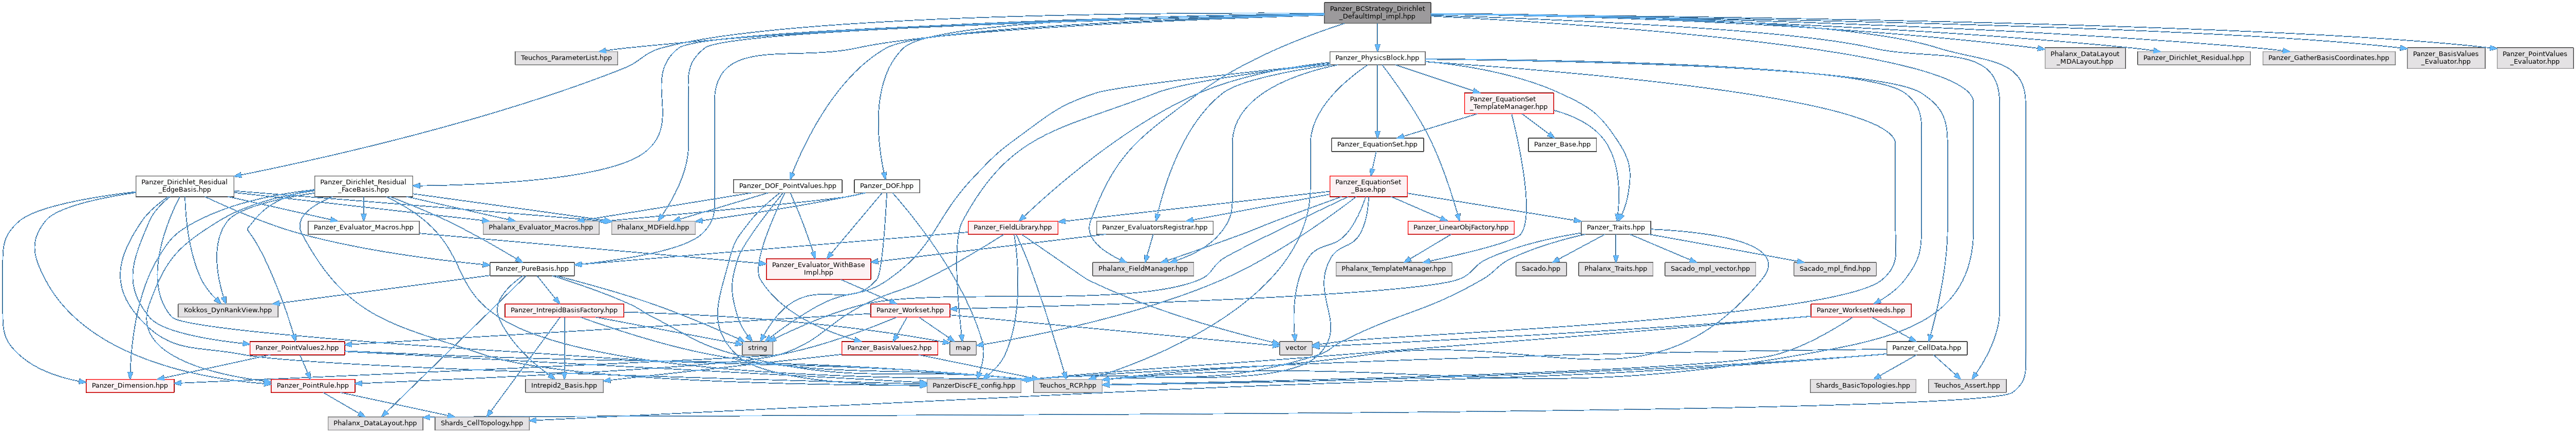 Panzer_BCStrategy_Dirichlet
_DefaultImpl_impl.hpp
Teuchos_ParameterList.hpp
Panzer_PhysicsBlock.hpp
Phalanx_DataLayout
_MDALayout.hpp
Panzer_Dirichlet_Residual.hpp
Panzer_GatherBasisCoordinates.hpp
Panzer_BasisValues
_Evaluator.hpp
Panzer_PointValues
_Evaluator.hpp
Panzer_EquationSet
_TemplateManager.hpp
Panzer_EquationSet.hpp
Panzer_Base.hpp
Panzer_Dirichlet_Residual
_EdgeBasis.hpp
Panzer_Dirichlet_Residual
_FaceBasis.hpp
Panzer_DOF_PointValues.hpp
Panzer_DOF.hpp
Panzer_EquationSet
_Base.hpp
Panzer_Evaluator_Macros.hpp
Phalanx_Evaluator_Macros.hpp
Phalanx_MDField.hpp
Panzer_FieldLibrary.hpp
Panzer_EvaluatorsRegistrar.hpp
Panzer_LinearObjFactory.hpp
Panzer_Traits.hpp
Panzer_PureBasis.hpp
Panzer_Evaluator_WithBase
Impl.hpp
Phalanx_FieldManager.hpp
Phalanx_TemplateManager.hpp
Sacado.hpp
Phalanx_Traits.hpp
Sacado_mpl_vector.hpp
Sacado_mpl_find.hpp
Kokkos_DynRankView.hpp
Panzer_IntrepidBasisFactory.hpp
Panzer_Workset.hpp
Panzer_WorksetNeeds.hpp
Panzer_PointValues2.hpp
string
Panzer_BasisValues2.hpp
map
vector
Panzer_CellData.hpp
Panzer_Dimension.hpp
Panzer_PointRule.hpp
Intrepid2_Basis.hpp
PanzerDiscFE_config.hpp
Teuchos_RCP.hpp
Shards_BasicTopologies.hpp
Teuchos_Assert.hpp
Phalanx_DataLayout.hpp
Shards_CellTopology.hpp